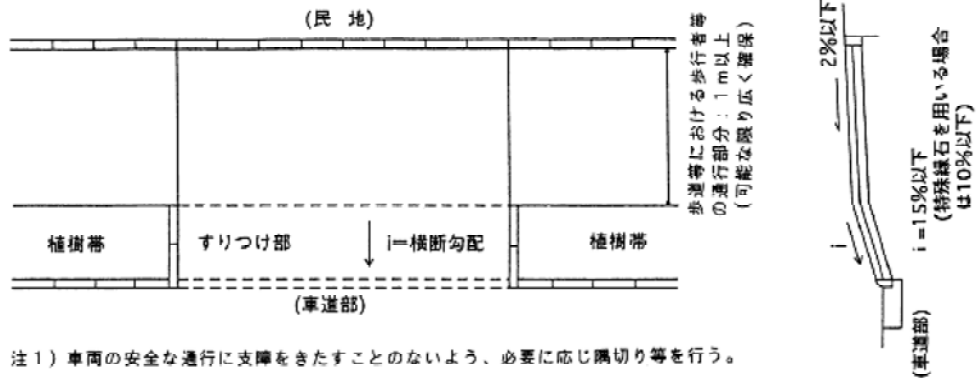 (民 地)
歩道等における歩行者等
の通行部分:1m以上
(可能な限り広く確保)
植樹帯
すりつけ部
i=横断勾配
植樹帯
(車道部)
2%以下
i
i=15%以下
(特殊縁石を用いる場合
は10%以下)
(車道部)
注1)車両の安全な通行に支障をきたすことのないよう、必要に応じ隅切り等を行う。